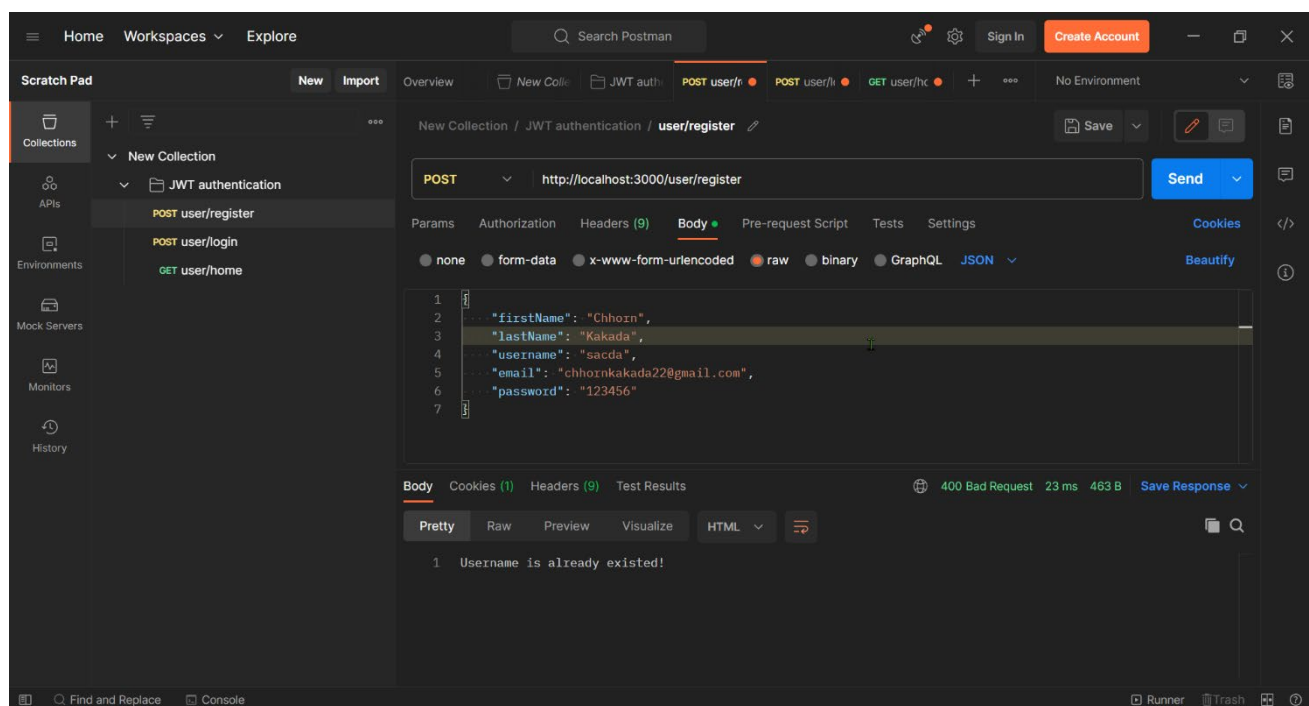 Home Workspaces Explore Search Postman Sign In Create Account
Scratch Pad New Import Overview New Colle JWT auth POST user/r POST user/l GET user/hc No Environment
Collections
APIs
Environments
Mock Servers
Monitors
History
New Collection
JWT authentication
POST user/register
POST user/login
GET user/home
New Collection / JWT authentication / user/register Save
POST http://localhost:3000/user/register Send
Params Authorization Headers (9) Body Pre-request Script Tests Settings Cookies
none form-data x-www-form-urlencoded raw binary GraphQL JSON Beautify
1 {
2 "firstName": "Chhorn",
3 "lastName": "Kakada",
4 "username": "sacda",
5 "email": "chhornkakada22@gmail.com",
6 "password": "123456"
7 }
Body Cookies (1) Headers (9) Test Results 400 Bad Request 23 ms 463 B Save Response
Pretty Raw Preview Visualize HTML
1 Username is already existed!
Find and Replace Console Runner Trash